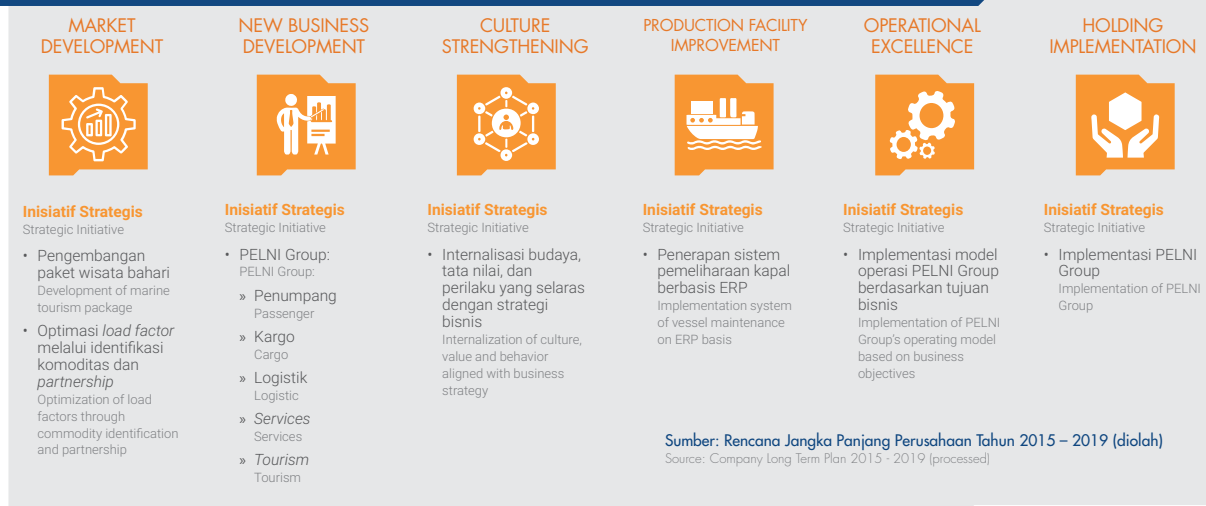 MARKET
DEVELOPMENT
Inisiatif Strategis
Strategic Initiative
• Pengembangan
paket wisata bahari
Development of marine
tourism package
• Optimasi load factor
melalui identifikasi
komoditas dan
partnership
Optimization of load
factors through
commodity identification
and partnership
NEW BUSINESS
DEVELOPMENT
Inisiatif Strategis
Strategic Initiative
• PELNI Group:
PELNI Group:
» Penumpang
Passenger
» Kargo
Cargo
» Logistik
Logistic
» Services
Services
» Tourism
Tourism
CULTURE
STRENGTHENING
Inisiatif Strategis
Strategic Initiative
• Internalisasi budaya,
tata nilai, dan
perilaku yang selaras
dengan strategi
bisnis
Internalization of culture,
value and behavior
aligned with business
strategy
PRODUCTION FACILITY
IMPROVEMENT
Inisiatif Strategis
Strategic Initiative
• Penerapan sistem
pemeliharaan kapal
berbasis ERP
Implementation system
of vessel maintenance
on ERP basis
OPERATIONAL
EXCELLENCE
Inisiatif Strategis
Strategic Initiative
• Implementasi model
operasi PELNI Group
berdasarkan tujuan
bisnis
Implementation of PELNI
Group's operating model
based on business
objectives
HOLDING
IMPLEMENTATION
Inisiatif Strategis
Strategic Initiative
• Implementasi PELNI
Group
Implementation of PELNI
Group
Sumber: Rencana Jangka Panjang Perusahaan Tahun 2015 – 2019 (diolah)
Source: Company Long Term Plan 2015 - 2019 (processed)